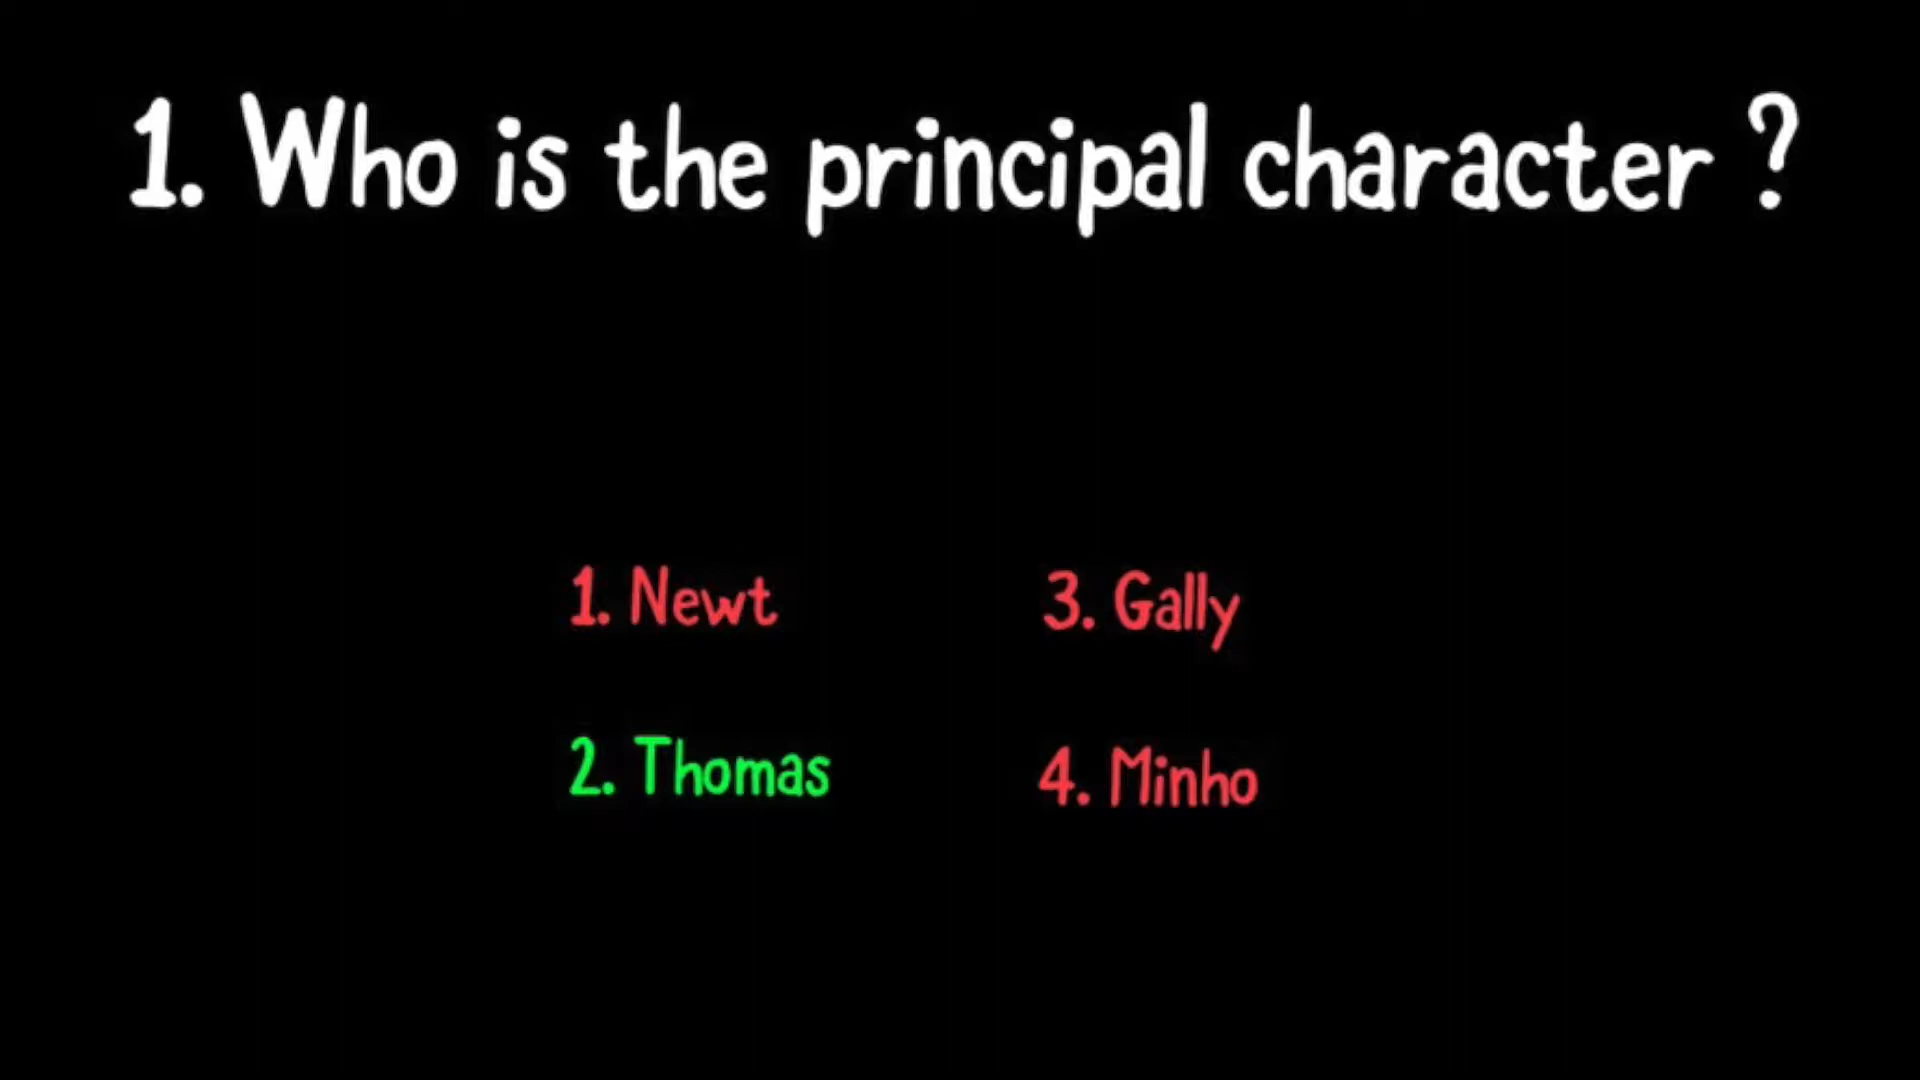 1. Who is the principal character ?
1. Newt
2. Thomas
3. Gally
4. Minho